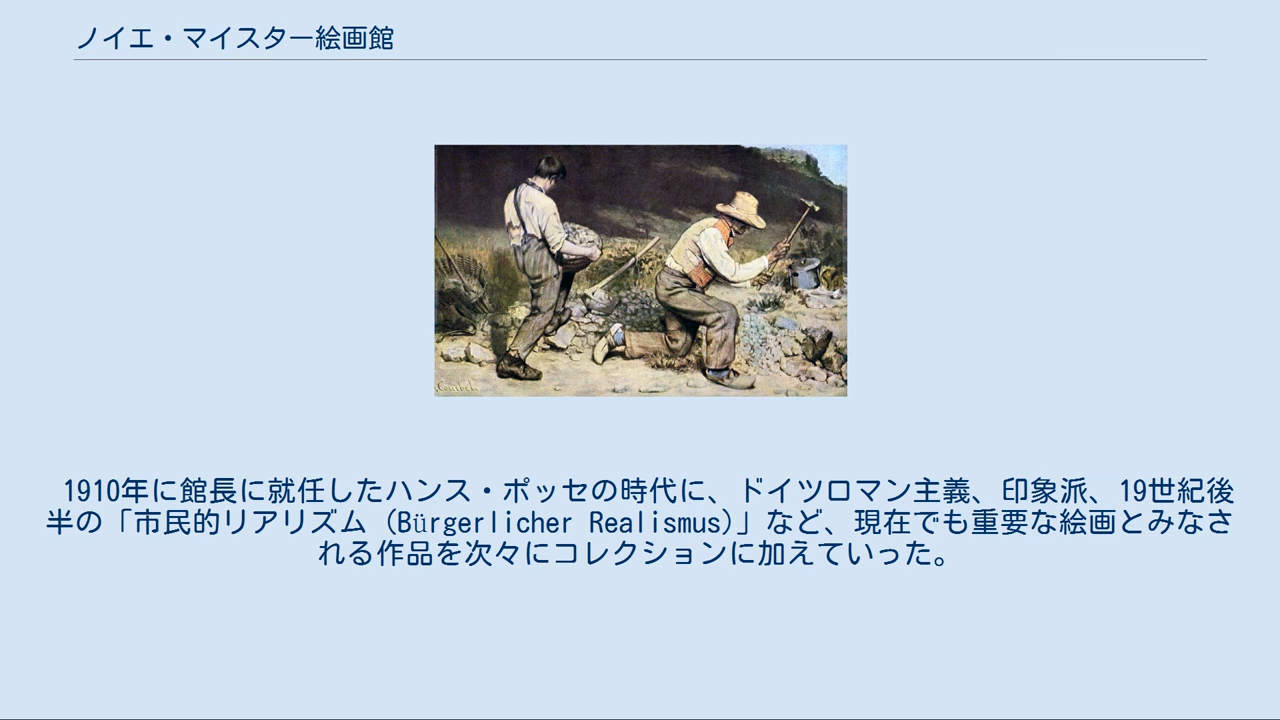 ノイエ・マイスター絵画館
Courbet
1910年に館長に就任したハンス・ポッセの時代に、ドイツロマン主義、印象派、19世紀後
半の「市民的リアリズム (Bürgerlicher Realismus)」など、現在でも重要な絵画とみなさ
れる作品を次々にコレクションに加えていった。